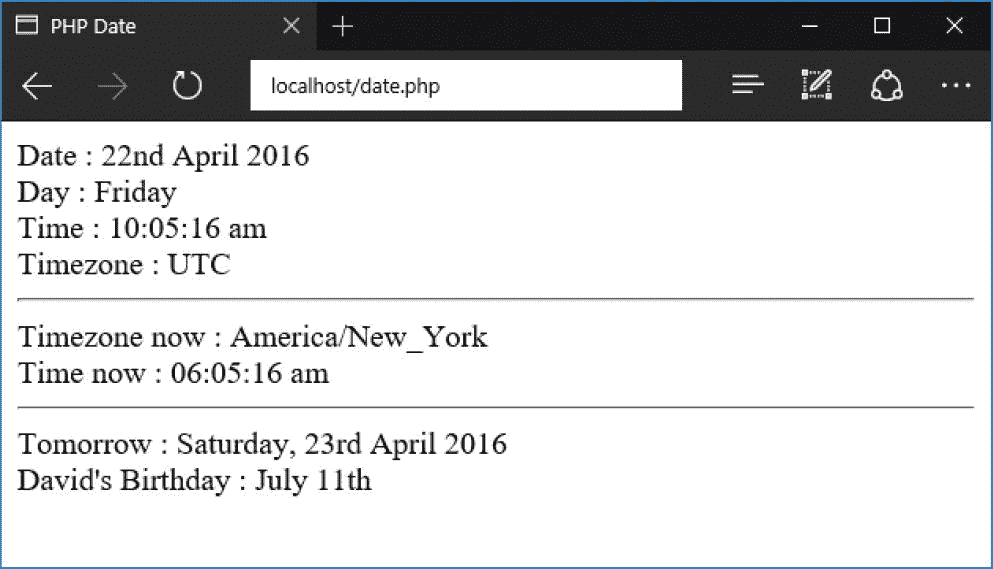 PHP Date
localhost/date.php
Date : 22nd April 2016
Day : Friday
Time : 10:05:16 am
Timezone : UTC
Timezone now : America/New_York
Time now : 06:05:16 am
Tomorrow : Saturday, 23rd April 2016
David's Birthday : July 11th